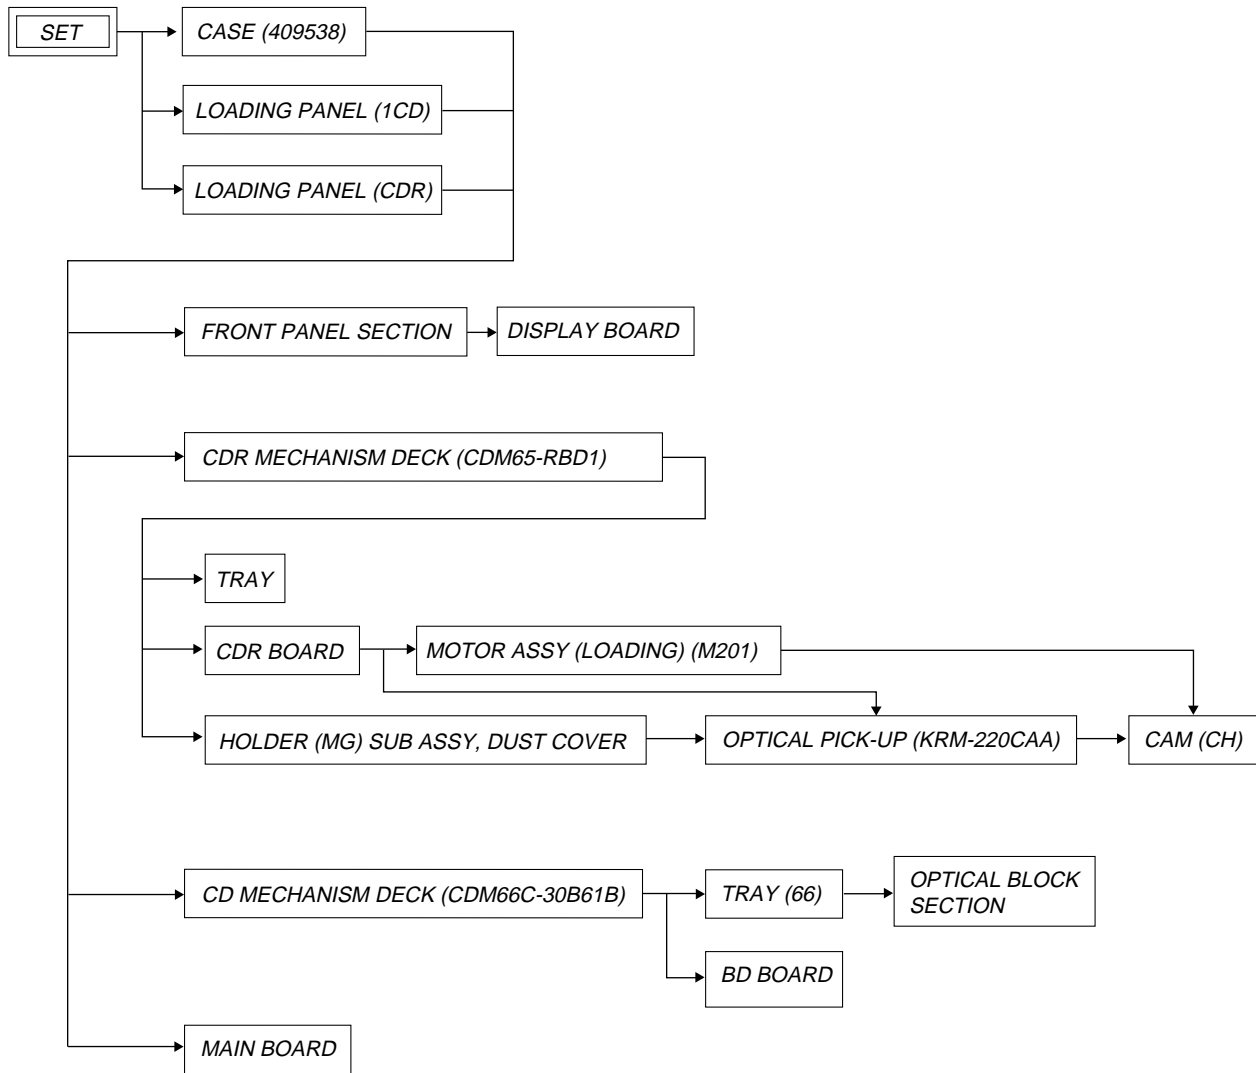 SET
CASE (409538)
LOADING PANEL (1CD)
LOADING PANEL (CDR)
FRONT PANEL SECTION
DISPLAY BOARD
CDR MECHANISM DECK (CDM65-RBD1)
TRAY
CDR BOARD
MOTOR ASSY (LOADING) (M201)
HOLDER (MG) SUB ASSY, DUST COVER
OPTICAL PICK-UP (KRM-220CAA)
CAM (CH)
CD MECHANISM DECK (CDM66C-30B61B)
TRAY (66)
OPTICAL BLOCK
SECTION
BD BOARD
MAIN BOARD